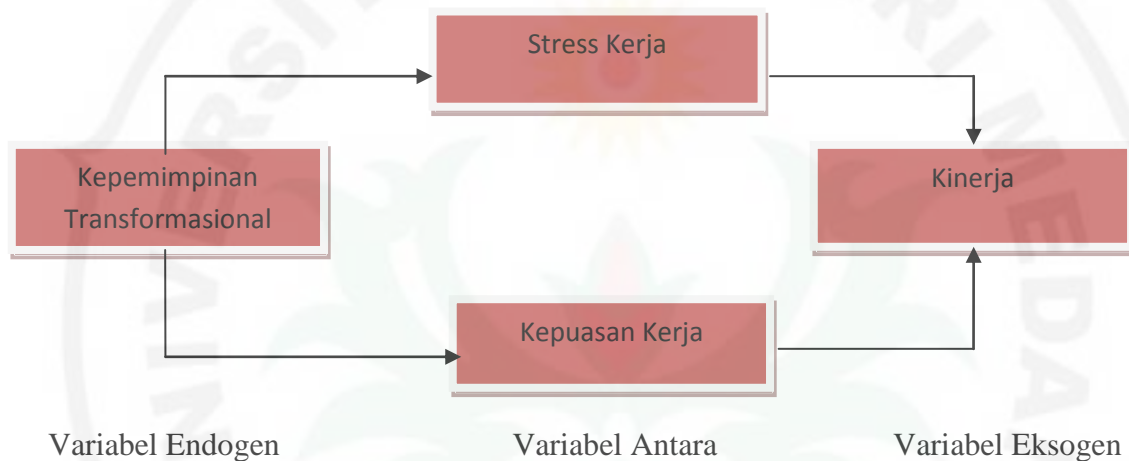 Stress Kerja
Kepemimpinan
Transformasional
Kinerja
Kepuasan Kerja
Variabel Endogen
Variabel Antara
Variabel Eksogen